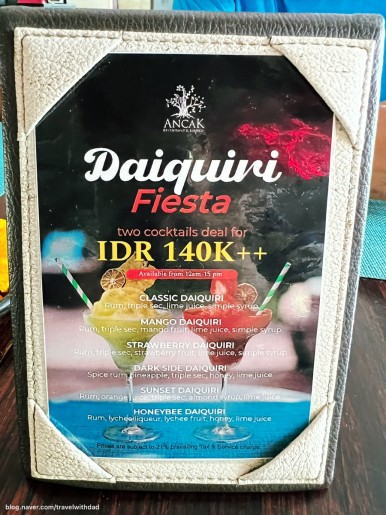 ANCAK
Daiquiri
Fiesta
two cocktails deal for
IDR 140K++
Available from 12am-15 pm
CLASSIC DAIQUIRI
Rum, triple sec, lime juice, simple syrup
MANGO DAIQUIRI
Rum, triple sec, mango fruit, lime juice, simple syrup
STRAWBERRY DAIQUIRI
Rum, triple sec, strawberry fruit, lime juice, simple syrup
DARK SIDE DAIQUIRI
Spice rum, pineapple, triple sec, honey, lime juice
SUNSET DAIQUIRI
Rum, orange juice, triple sec, almond syrup, lime juice
HONEYBEE DAIQUIRI
Rum, lychee liqueur, lychee fruit, honey, lime juice
Prices are subject to 21% prevailing Tax & Service charge
blog.naver.com/travelwithdad